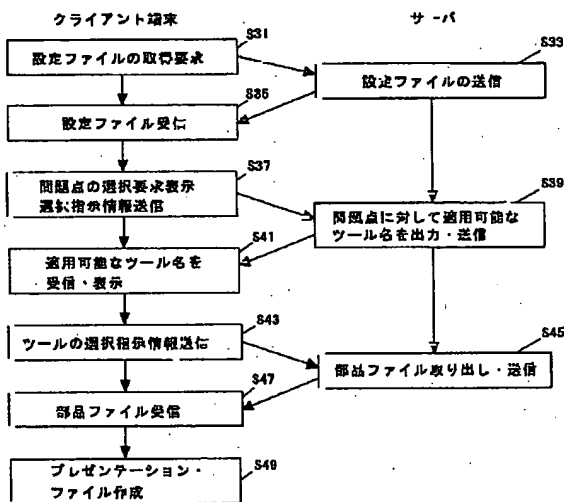 クライアント端末
サーバ
S31
設定ファイルの取得要求
S33
設定ファイルの送信
S35
設定ファイル受信
S37
問題点の選択要求表示
選択指示情報送信
S39
問題点に対して適用可能な
ツール名を出力・送信
S41
適用可能なツール名を
受信・表示
S43
ツールの選択指示情報送信
S45
部品ファイル取り出し・送信
S47
部品ファイル受信
S49
プレゼンテーション・
ファイル作成